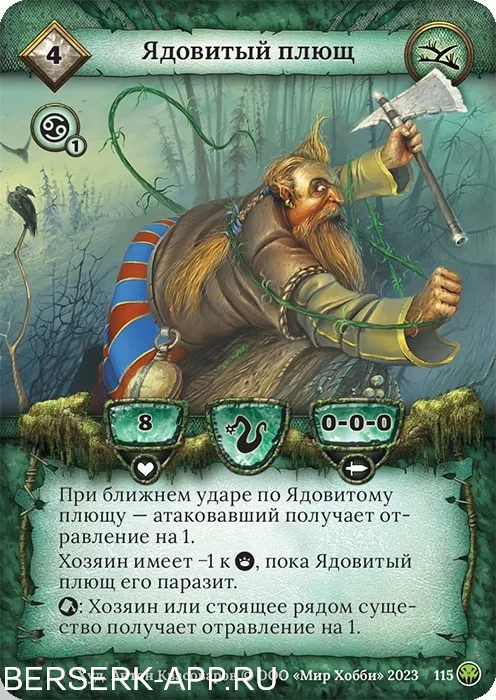 4
Ядовитый плющ
1
8
0-0-0
При ближнем ударе по Ядовитому
плющу — атаковавший получает от-
равление на 1.
Хозяин имеет −1 к , пока Ядовитый
плющ его паразит.
: Хозяин или стоящее рядом суще-
ство получает отравление на 1.
© ООО «Мир Хобби» 2023 115
BERSERK-APP.RU